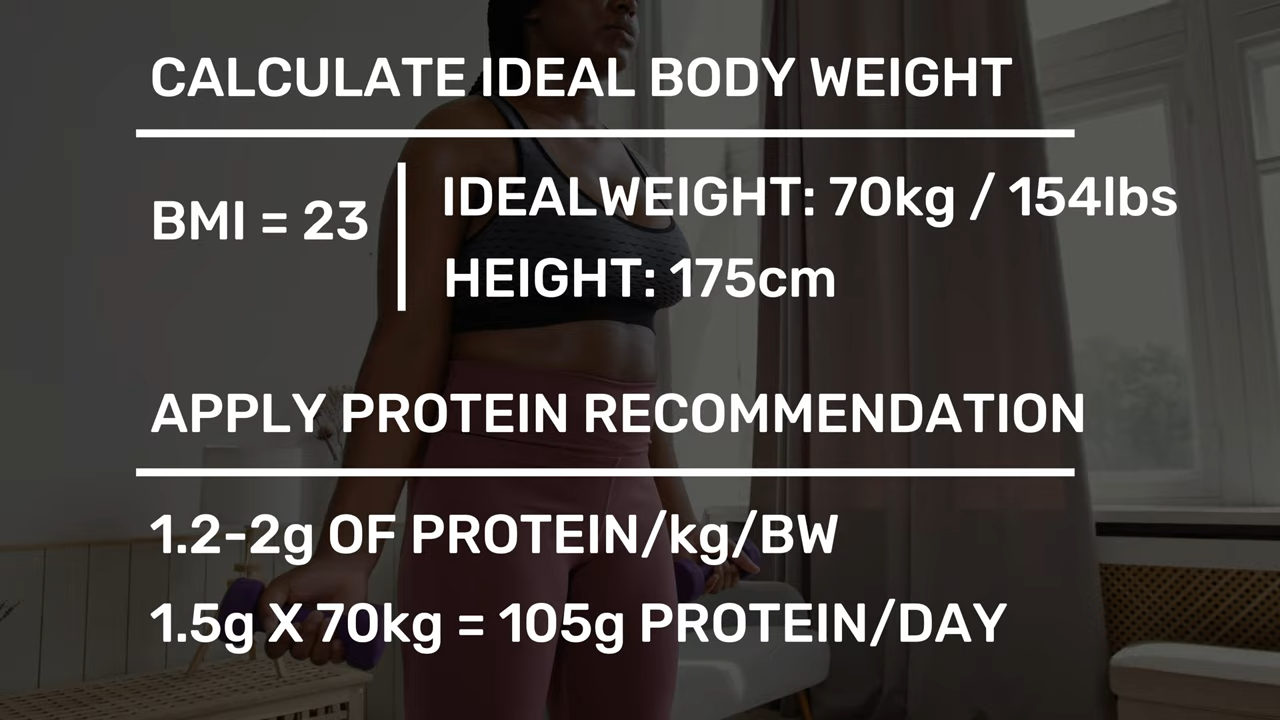 CALCULATE IDEAL BODY WEIGHT
BMI = 23
IDEALWEIGHT: 70kg / 154lbs
HEIGHT: 175cm
APPLY PROTEIN RECOMMENDATION
1.2-2g OF PROTEIN/kg/BW
1.5g X 70kg = 105g PROTEIN/DAY